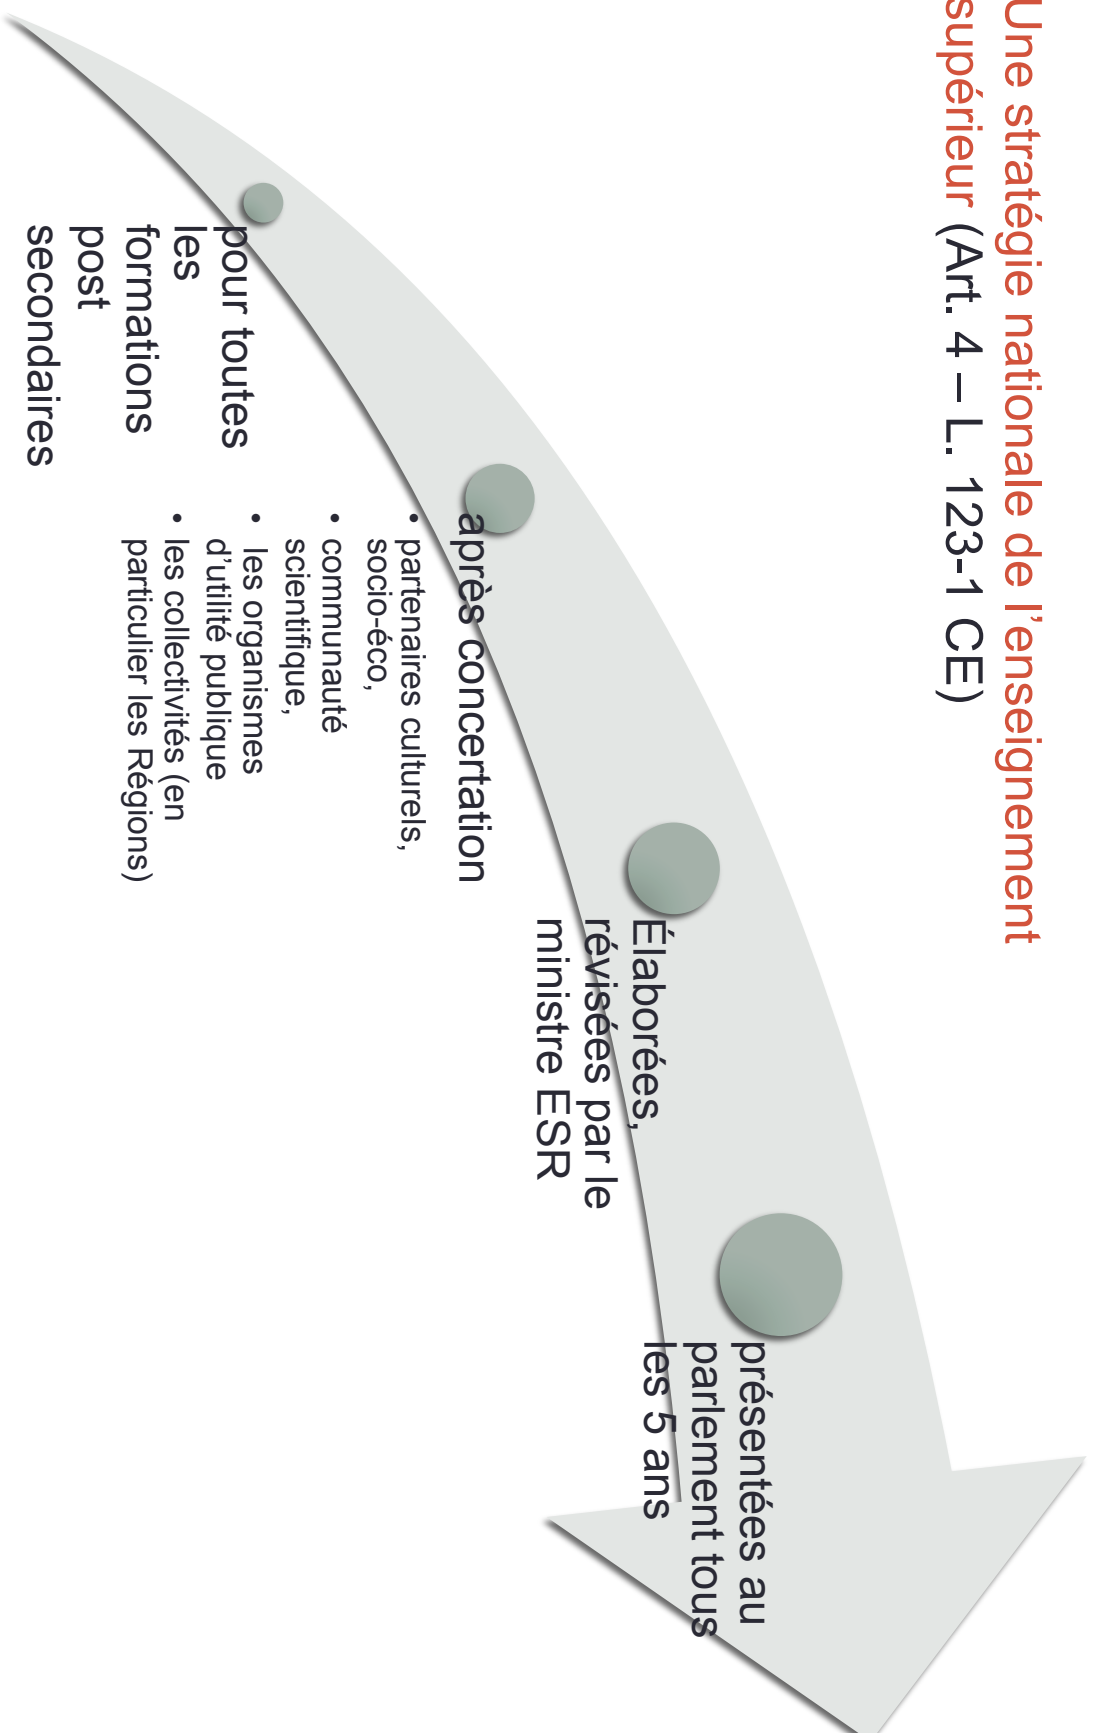 Une stratégie nationale de l’enseignement
supérieur (Art. 4 – L. 123-1 CE)
pour toutes
les
formations
post
secondaires
après concertation
• partenaires culturels,
socio-éco,
• communauté
scientifique,
• les organismes
d’utilité publique
• les collectivités (en
particulier les Régions)
Élaborées,
révisées par le
ministre ESR
présentées au
parlement tous
les 5 ans